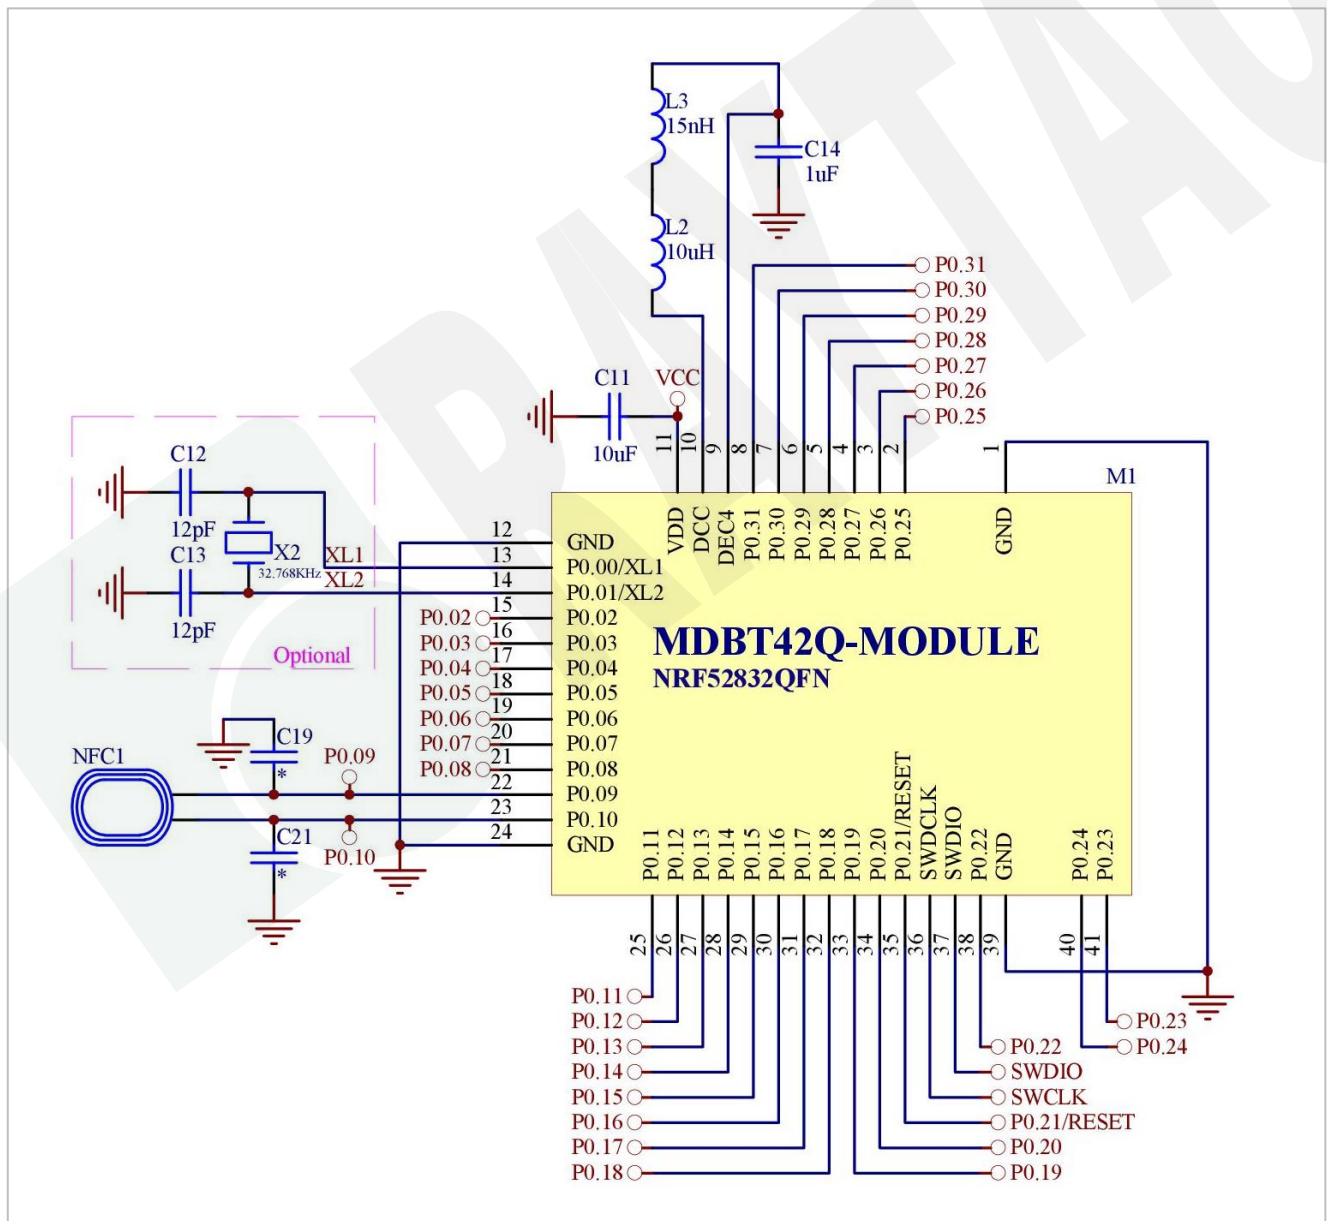 RAYTAC
L3
15nH
C14
1uF
L2
10uH
P0.31
P0.30
P0.29
P0.28
P0.27
P0.26
P0.25
C11
VCC
10uF
11
10
9
8
7
6
5
4
3
2
1
M1
VDD
DCC
DEC4
P0.31
P0.30
P0.29
P0.28
P0.27
P0.26
P0.25
GND
C12
12pF
C13
12pF
X2
32.768KHz
XL1
XL2
Optional
12 GND
13 P0.00/XL1
14 P0.01/XL2
P0.02 15 P0.02
P0.03 16 P0.03
P0.04 17 P0.04
P0.05 18 P0.05
P0.06 19 P0.06
P0.07 20 P0.07
P0.08 21 P0.08
22 P0.09
23 P0.10
24 GND
MDBT42Q-MODULE
NRF52832QFN
NFC1
C19
*
P0.09
C21
*
P0.10
P0.11
P0.12
P0.13
P0.14
P0.15
P0.16
P0.17
P0.18
P0.19
P0.20
P0.21/RESET
SWDCLK
SWDIO
P0.22
GND
P0.24
P0.23
25
26
27
28
29
30
31
32
33
34
35
36
37
38
39
40
41
P0.11
P0.12
P0.13
P0.14
P0.15
P0.16
P0.17
P0.18
P0.23
P0.22 P0.24
SWDIO
SWCLK
P0.21/RESET
P0.20
P0.19